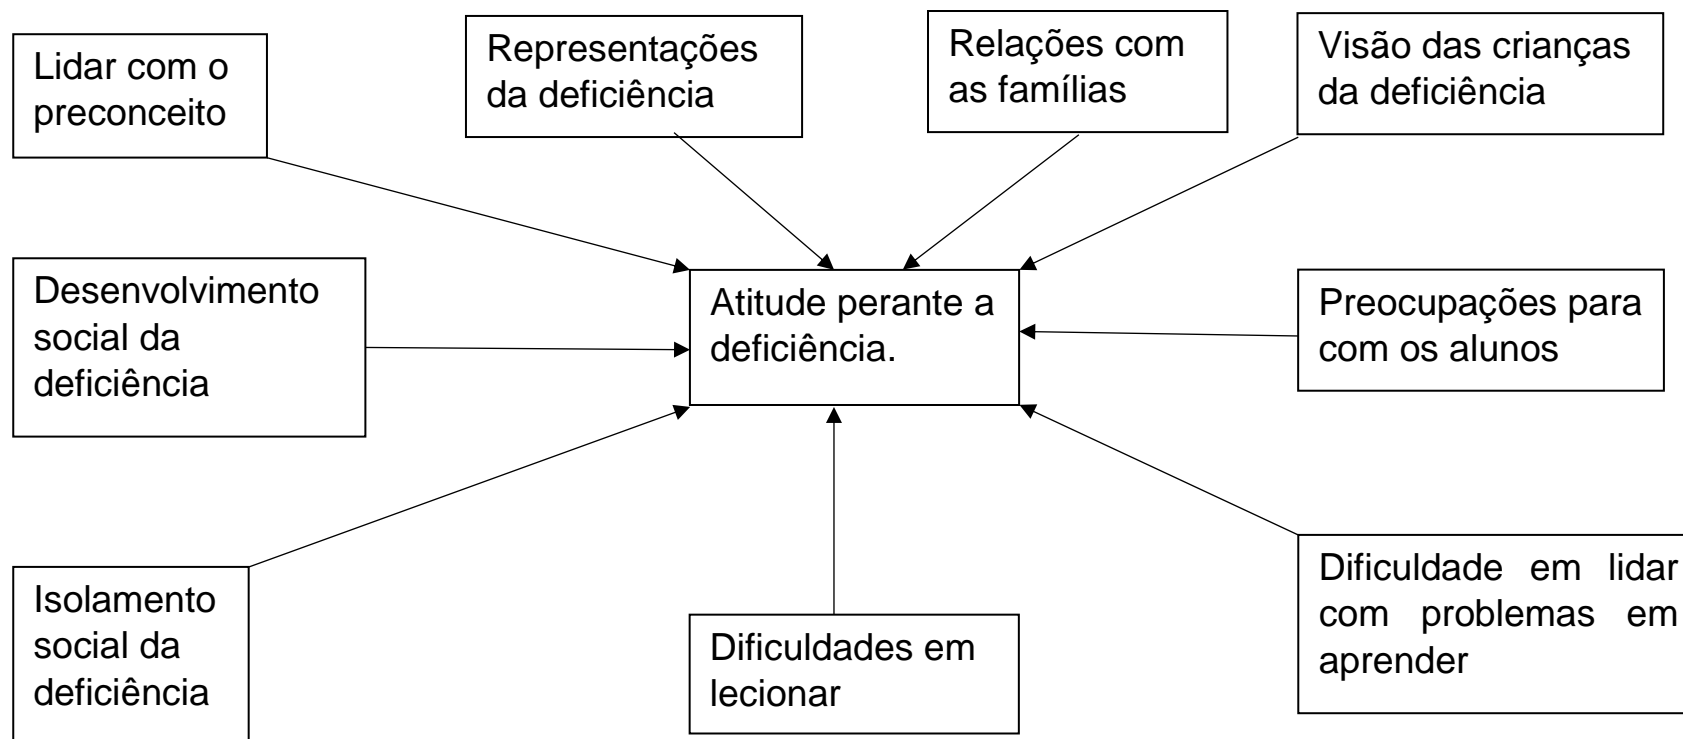 Lidar com o
preconceito
Representações
da deficiência
Relações com
as famílias
Visão das crianças
da deficiência
Desenvolvimento
social da
deficiência
Atitude perante a
deficiência.
Preocupações para
com os alunos
Isolamento
social da
deficiência
Dificuldades em
lecionar
Dificuldade em lidar
com problemas em
aprender